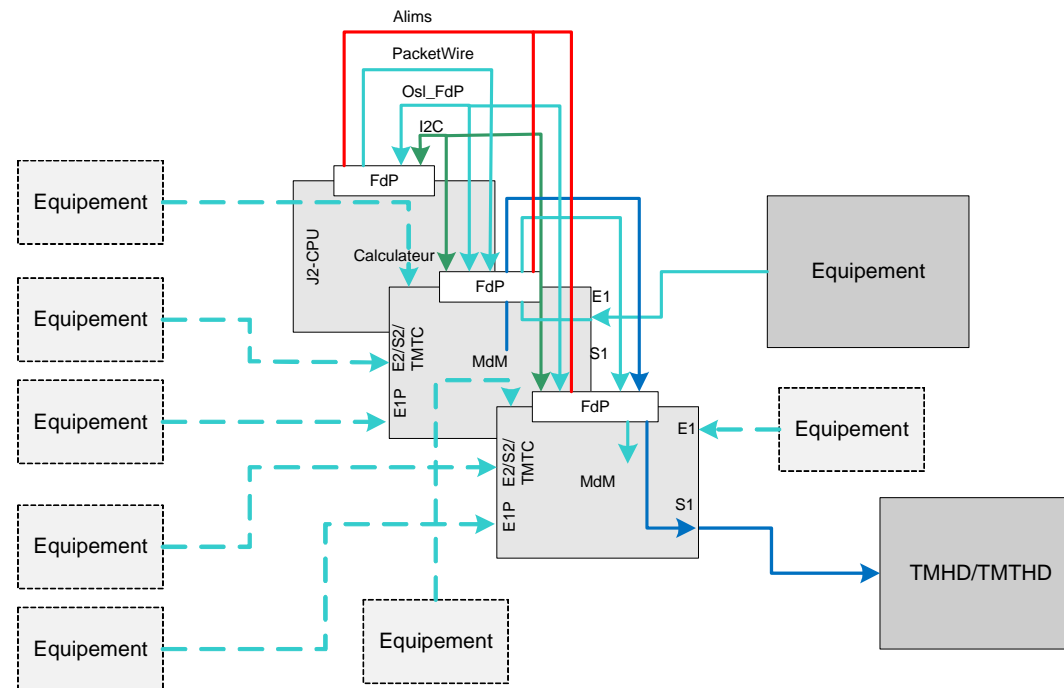 Alims
PacketWire
Osl_FdP
I2C
FdP
Equipement
J2-CPU
Calculateur
Equipement
FdP
E1
Equipement
E2/S2/
TMTC
MdM
S1
E1P
Equipement
FdP
E1
Equipement
E2/S2/
TMTC
MdM
E1P
S1
Equipement
TMHD/TMTHD
Equipement
Equipement